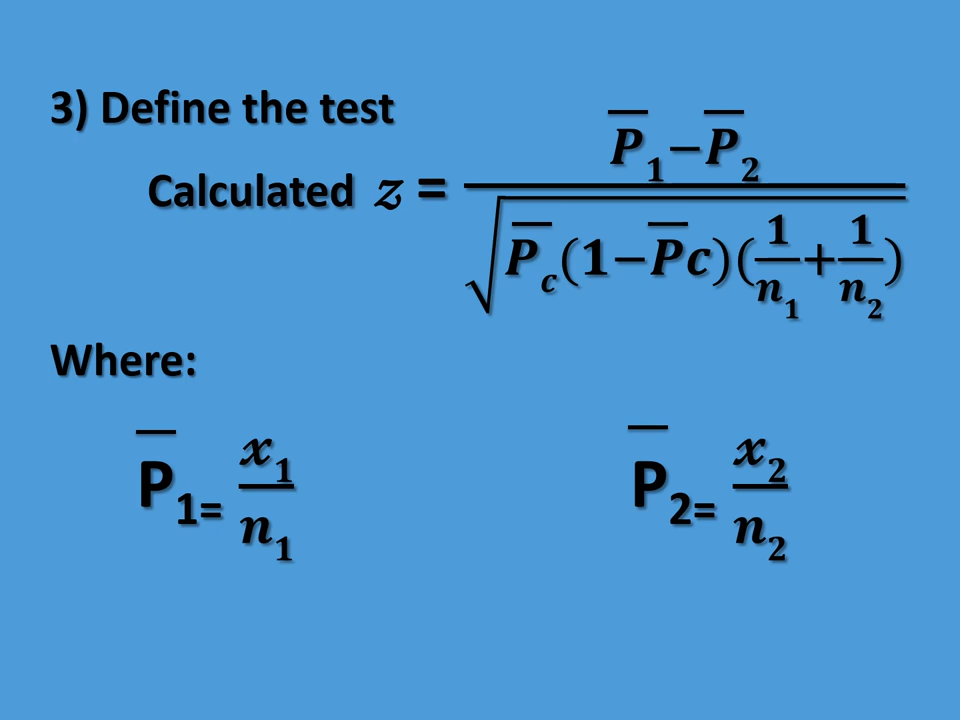 3) Define the test
Calculated z = (P̅₁−P̅₂) / √(P̅_c(1−P̅c)(1/n₁+1/n₂))
Where:
P̅₁= x₁/n₁ P̅₂= x₂/n₂